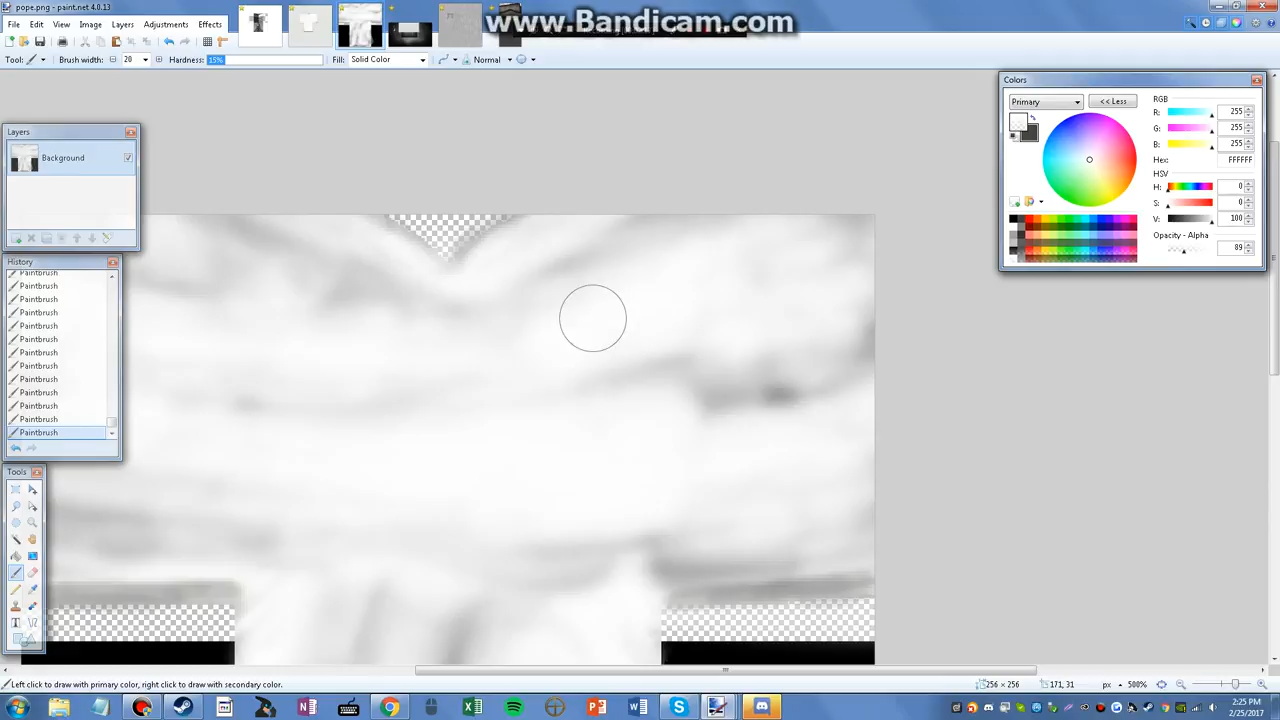 pope.png - paint.net 4.0.13
www.Bandicam.com
File Edit View Image Layers Adjustments Effects
Tool: Brush width: 20 Hardness: 15% Fill: Solid Color Normal
Layers
Background
History
Paintbrush
Paintbrush
Paintbrush
Paintbrush
Paintbrush
Paintbrush
Paintbrush
Paintbrush
Paintbrush
Paintbrush
Paintbrush
Paintbrush
Paintbrush
Tools
Colors
Primary
<< Less
RGB
R: 255
G: 255
B: 255
Hex: FFFFFF
HSV
H: 0
S: 0
V: 100
Opacity - Alpha
89
Left click to draw with primary color, right click to draw with secondary color.
256 × 256
171, 31
px
500%
2:25 PM
2/25/2017